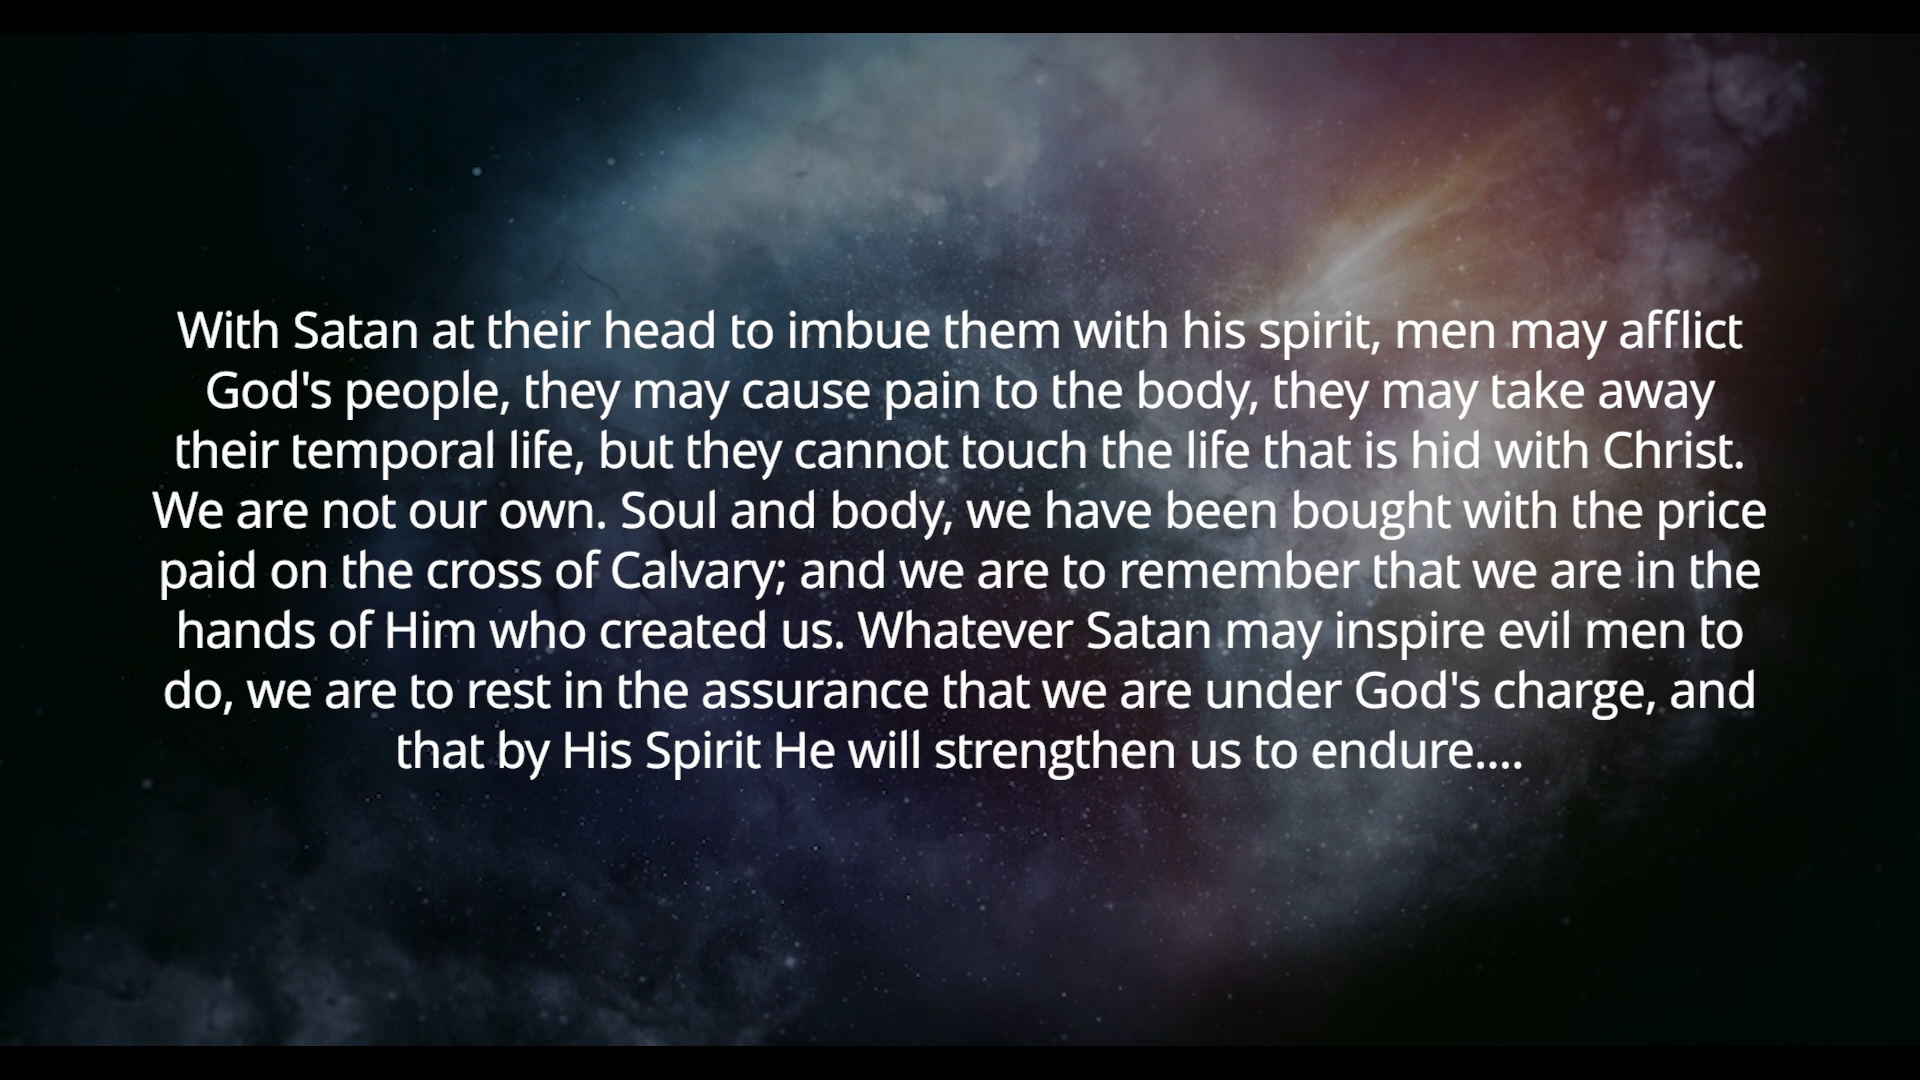 With Satan at their head to imbue them with his spirit, men may afflict
God's people, they may cause pain to the body, they may take away
their temporal life, but they cannot touch the life that is hid with Christ.
We are not our own. Soul and body, we have been bought with the price
paid on the cross of Calvary; and we are to remember that we are in the
hands of Him who created us. Whatever Satan may inspire evil men to
do, we are to rest in the assurance that we are under God's charge, and
that by His Spirit He will strengthen us to endure....